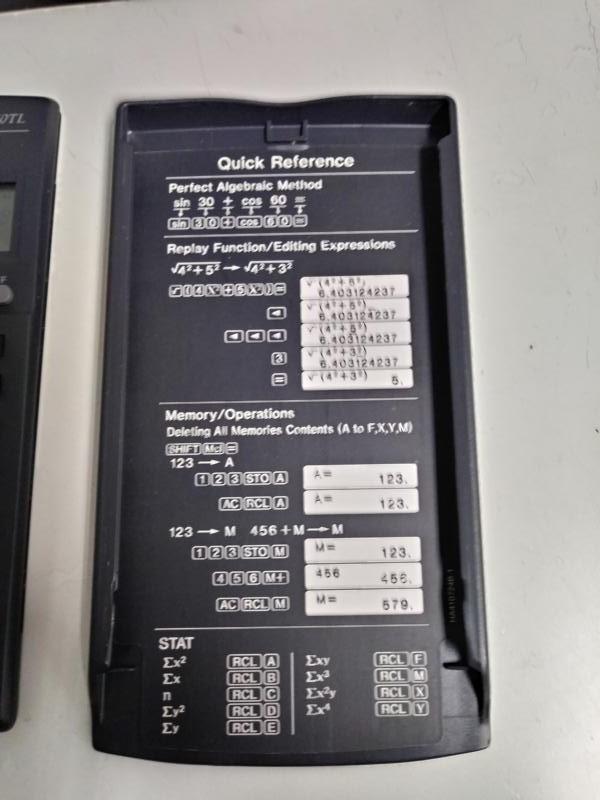 0TL
Quick Reference
Perfect Algebraic Method
sin 30 + cos 60 =
sin 3 0 + cos 6 0 =
Replay Function/Editing Expressions
√4²+5² → √4²+3²
√ ( 4 X² + 5 X² ) =
√(4²+5²)
6.403124237
◀
√(4²+5²)
6.403124237
◀ ◀ ◀
√(4²+5²)
6.403124237
3
√(4²+3²)
6.403124237
=
√(4²+3²)
5.
Memory/Operations
Deleting All Memories Contents (A to F,X,Y,M)
SHIFT Mcl =
123 → A
1 2 3 STO A
A=
123.
AC RCL A
A=
123.
123 → M 456 + M → M
1 2 3 STO M
M=
123.
4 5 6 M+
456
456.
AC RCL M
M=
579.
STAT
Σx² RCL A
Σx RCL B
n RCL C
Σy² RCL D
Σy RCL E
Σxy RCL F
Σx³ RCL M
Σx²y RCL X
Σx⁴ RCL Y